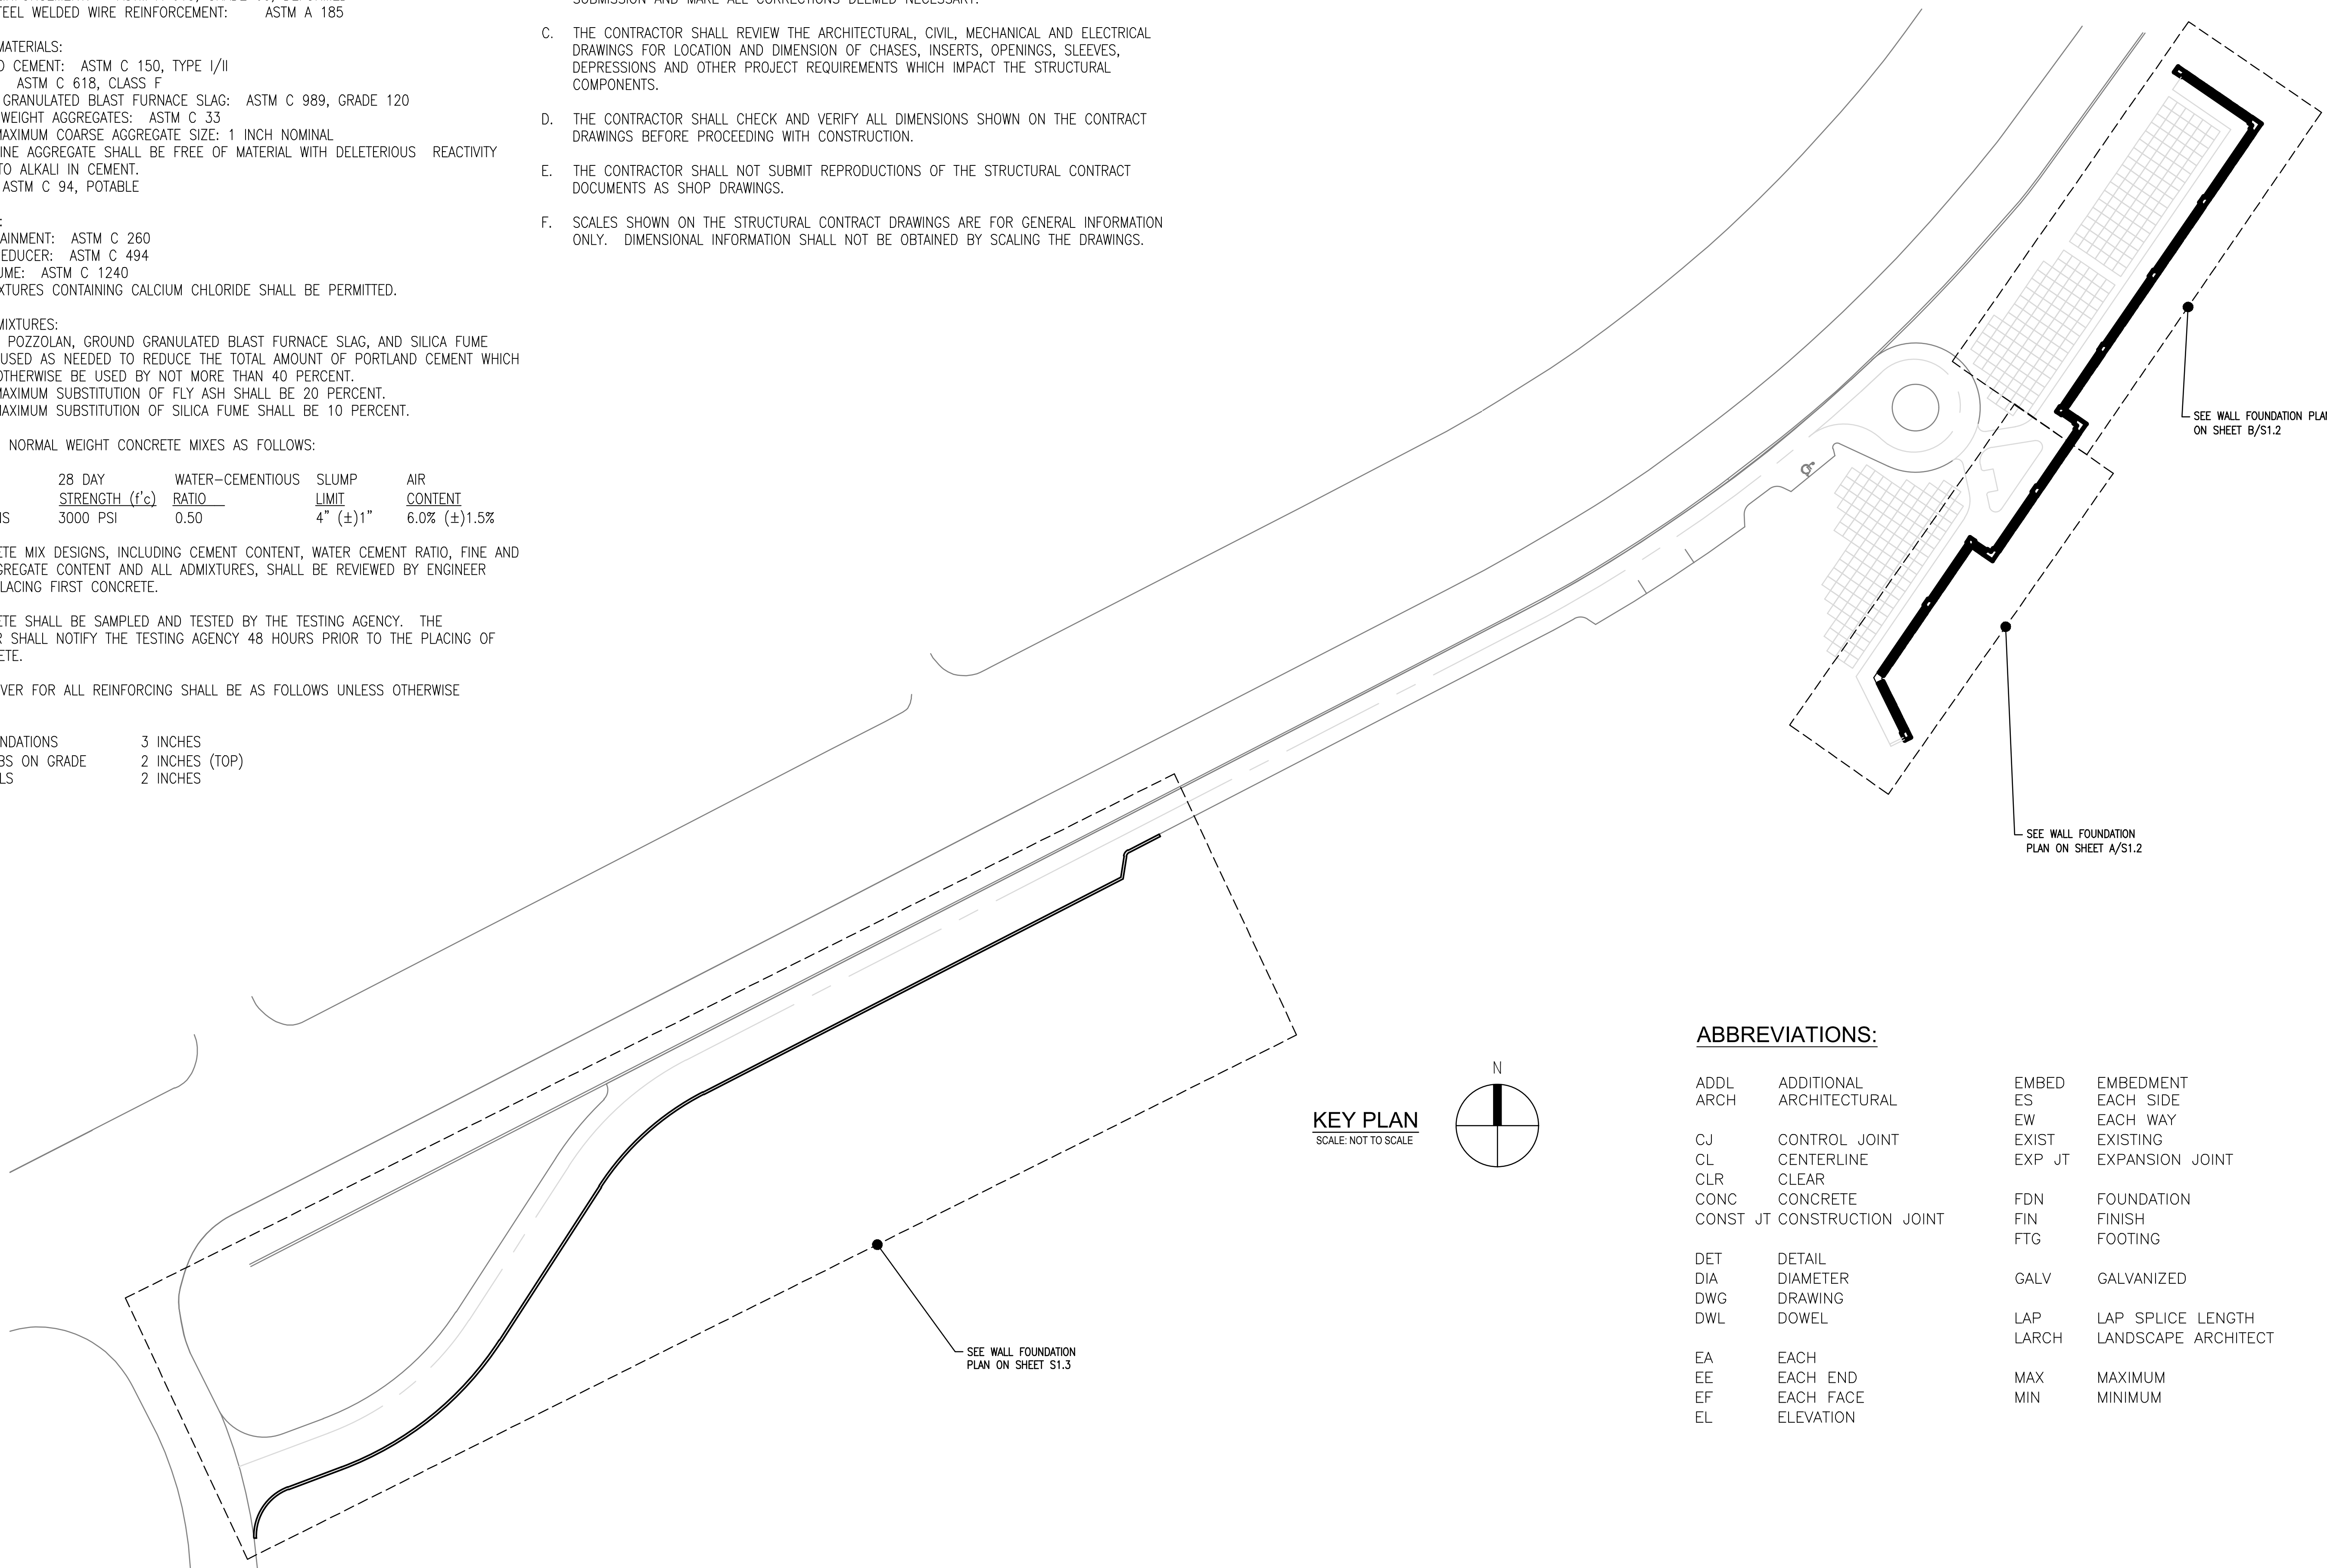 TEEL WELDED WIRE REINFORCEMENT: ASTM A 185
MATERIALS:
D CEMENT: ASTM C 150, TYPE I/II
ASTM C 618, CLASS F
GRANULATED BLAST FURNACE SLAG: ASTM C 989, GRADE 120
WEIGHT AGGREGATES: ASTM C 33
MAXIMUM COARSE AGGREGATE SIZE: 1 INCH NOMINAL
INE AGGREGATE SHALL BE FREE OF MATERIAL WITH DELETERIOUS REACTIVITY
TO ALKALI IN CEMENT.
ASTM C 94, POTABLE
:
AINMENT: ASTM C 260
EDUCER: ASTM C 494
UME: ASTM C 1240
XTURES CONTAINING CALCIUM CHLORIDE SHALL BE PERMITTED.
MIXTURES:
POZZOLAN, GROUND GRANULATED BLAST FURNACE SLAG, AND SILICA FUME
USED AS NEEDED TO REDUCE THE TOTAL AMOUNT OF PORTLAND CEMENT WHICH
OTHERWISE BE USED BY NOT MORE THAN 40 PERCENT.
MAXIMUM SUBSTITUTION OF FLY ASH SHALL BE 20 PERCENT.
MAXIMUM SUBSTITUTION OF SILICA FUME SHALL BE 10 PERCENT.
NORMAL WEIGHT CONCRETE MIXES AS FOLLOWS:
28 DAY WATER-CEMENTIOUS SLUMP AIR
STRENGTH (f'c) RATIO LIMIT CONTENT
NS 3000 PSI 0.50 4" (±)1" 6.0% (±)1.5%
ETE MIX DESIGNS, INCLUDING CEMENT CONTENT, WATER CEMENT RATIO, FINE AND
GGREGATE CONTENT AND ALL ADMIXTURES, SHALL BE REVIEWED BY ENGINEER
LACING FIRST CONCRETE.
ETE SHALL BE SAMPLED AND TESTED BY THE TESTING AGENCY. THE
R SHALL NOTIFY THE TESTING AGENCY 48 HOURS PRIOR TO THE PLACING OF
ETE.
VER FOR ALL REINFORCING SHALL BE AS FOLLOWS UNLESS OTHERWISE
NDATIONS 3 INCHES
BS ON GRADE 2 INCHES (TOP)
LS 2 INCHES
SUBMISSION AND MAKE ALL CORRECTIONS DEEMED NECESSARY.
C. THE CONTRACTOR SHALL REVIEW THE ARCHITECTURAL, CIVIL, MECHANICAL AND ELECTRICAL
DRAWINGS FOR LOCATION AND DIMENSION OF CHASES, INSERTS, OPENINGS, SLEEVES,
DEPRESSIONS AND OTHER PROJECT REQUIREMENTS WHICH IMPACT THE STRUCTURAL
COMPONENTS.
D. THE CONTRACTOR SHALL CHECK AND VERIFY ALL DIMENSIONS SHOWN ON THE CONTRACT
DRAWINGS BEFORE PROCEEDING WITH CONSTRUCTION.
E. THE CONTRACTOR SHALL NOT SUBMIT REPRODUCTIONS OF THE STRUCTURAL CONTRACT
DOCUMENTS AS SHOP DRAWINGS.
F. SCALES SHOWN ON THE STRUCTURAL CONTRACT DRAWINGS ARE FOR GENERAL INFORMATION
ONLY. DIMENSIONAL INFORMATION SHALL NOT BE OBTAINED BY SCALING THE DRAWINGS.
SEE WALL FOUNDATION PLAN
ON SHEET B/S1.2
SEE WALL FOUNDATION
PLAN ON SHEET A/S1.2
SEE WALL FOUNDATION
PLAN ON SHEET S1.3
N
KEY PLAN
SCALE: NOT TO SCALE
ABBREVIATIONS:
ADDL ADDITIONAL
ARCH ARCHITECTURAL
CJ CONTROL JOINT
CL CENTERLINE
CLR CLEAR
CONC CONCRETE
CONST JT CONSTRUCTION JOINT
DET DETAIL
DIA DIAMETER
DWG DRAWING
DWL DOWEL
EA EACH
EE EACH END
EF EACH FACE
EL ELEVATION
EMBED EMBEDMENT
ES EACH SIDE
EW EACH WAY
EXIST EXISTING
EXP JT EXPANSION JOINT
FDN FOUNDATION
FIN FINISH
FTG FOOTING
GALV GALVANIZED
LAP LAP SPLICE LENGTH
LARCH LANDSCAPE ARCHITECT
MAX MAXIMUM
MIN MINIMUM